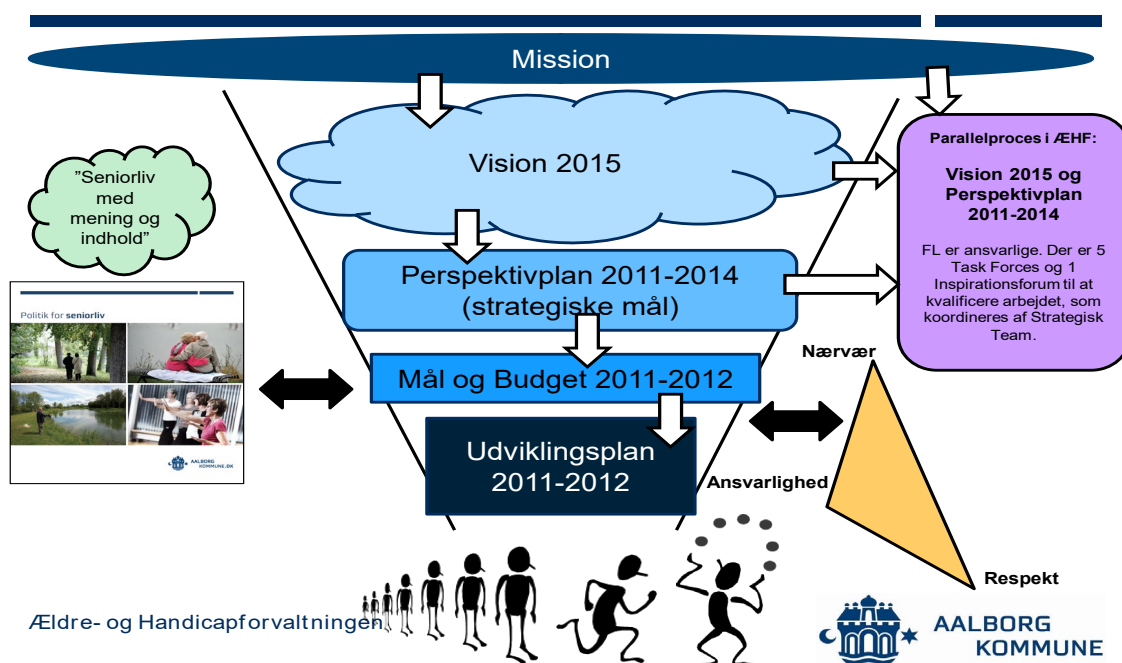 Mission
Vision 2015
Parallelproces i ÆHF:
Vision 2015 og
Perspektivplan
2011-2014
FL er ansvarlige. Der er 5
Task Forces og 1
Inspirationsforum til at
kvalificere arbejdet, som
koordineres af Strategisk
Team.
”Seniorliv
med
mening og
indhold”
Perspektivplan 2011-2014
(strategiske mål)
Politik for seniorliv
AALBORG
KOMMUNE.DK
Mål og Budget 2011-2012
Udviklingsplan
2011-2012
Nærvær
Ansvarlighed
Respekt
Ældre- og Handicapforvaltningen
AALBORG
KOMMUNE